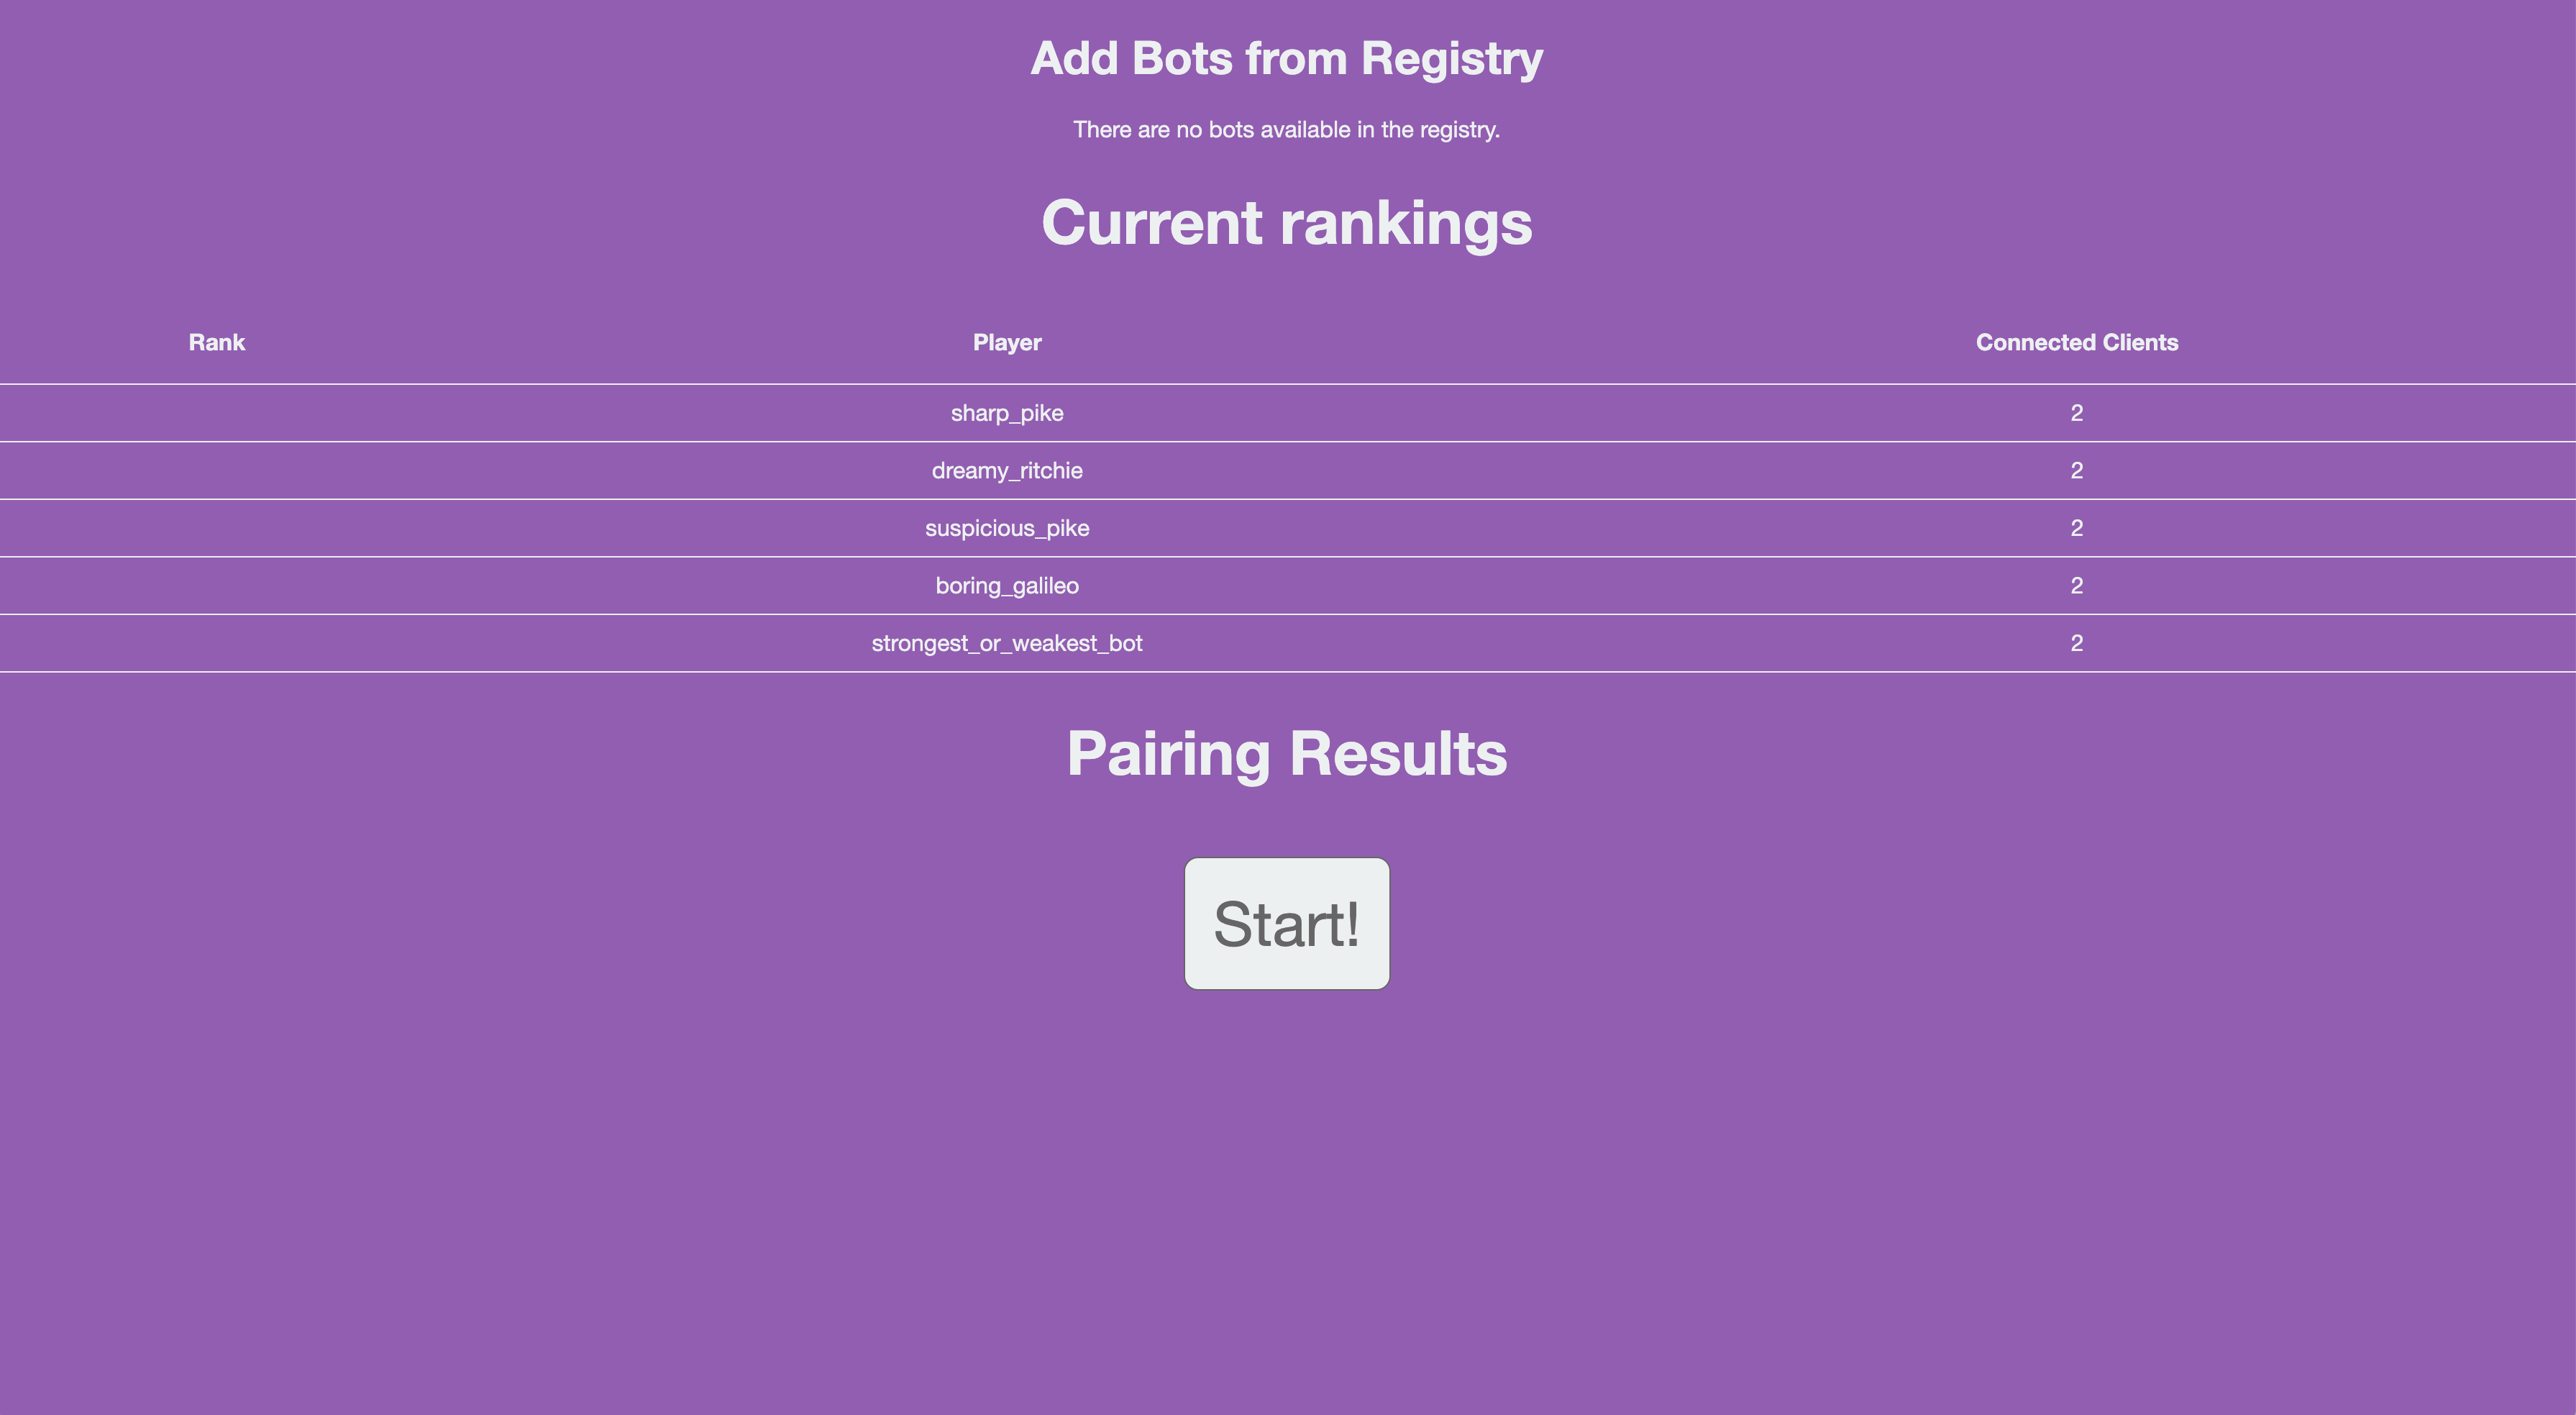 Add Bots from Registry
There are no bots available in the registry.
Current rankings
Rank Player Connected Clients
sharp_pike 2
dreamy_ritchie 2
suspicious_pike 2
boring_galileo 2
strongest_or_weakest_bot 2
Pairing Results
Start!